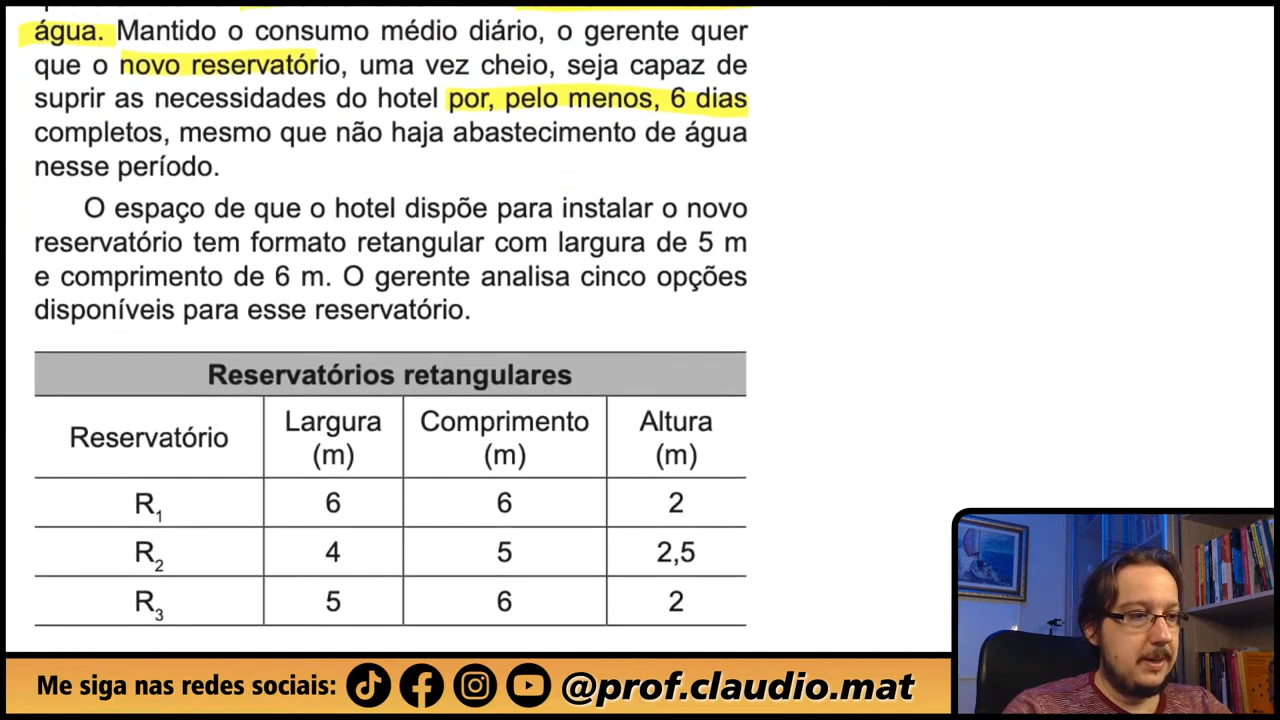 água. Mantido o consumo médio diário, o gerente quer
que o novo reservatório, uma vez cheio, seja capaz de
suprir as necessidades do hotel por, pelo menos, 6 dias
completos, mesmo que não haja abastecimento de água
nesse período.
O espaço de que o hotel dispõe para instalar o novo
reservatório tem formato retangular com largura de 5 m
e comprimento de 6 m. O gerente analisa cinco opções
disponíveis para esse reservatório.
Reservatórios retangulares
Reservatório Largura (m) Comprimento (m) Altura (m)
R₁ 6 6 2
R₂ 4 5 2,5
R₃ 5 6 2
Me siga nas redes sociais: @prof.claudio.mat